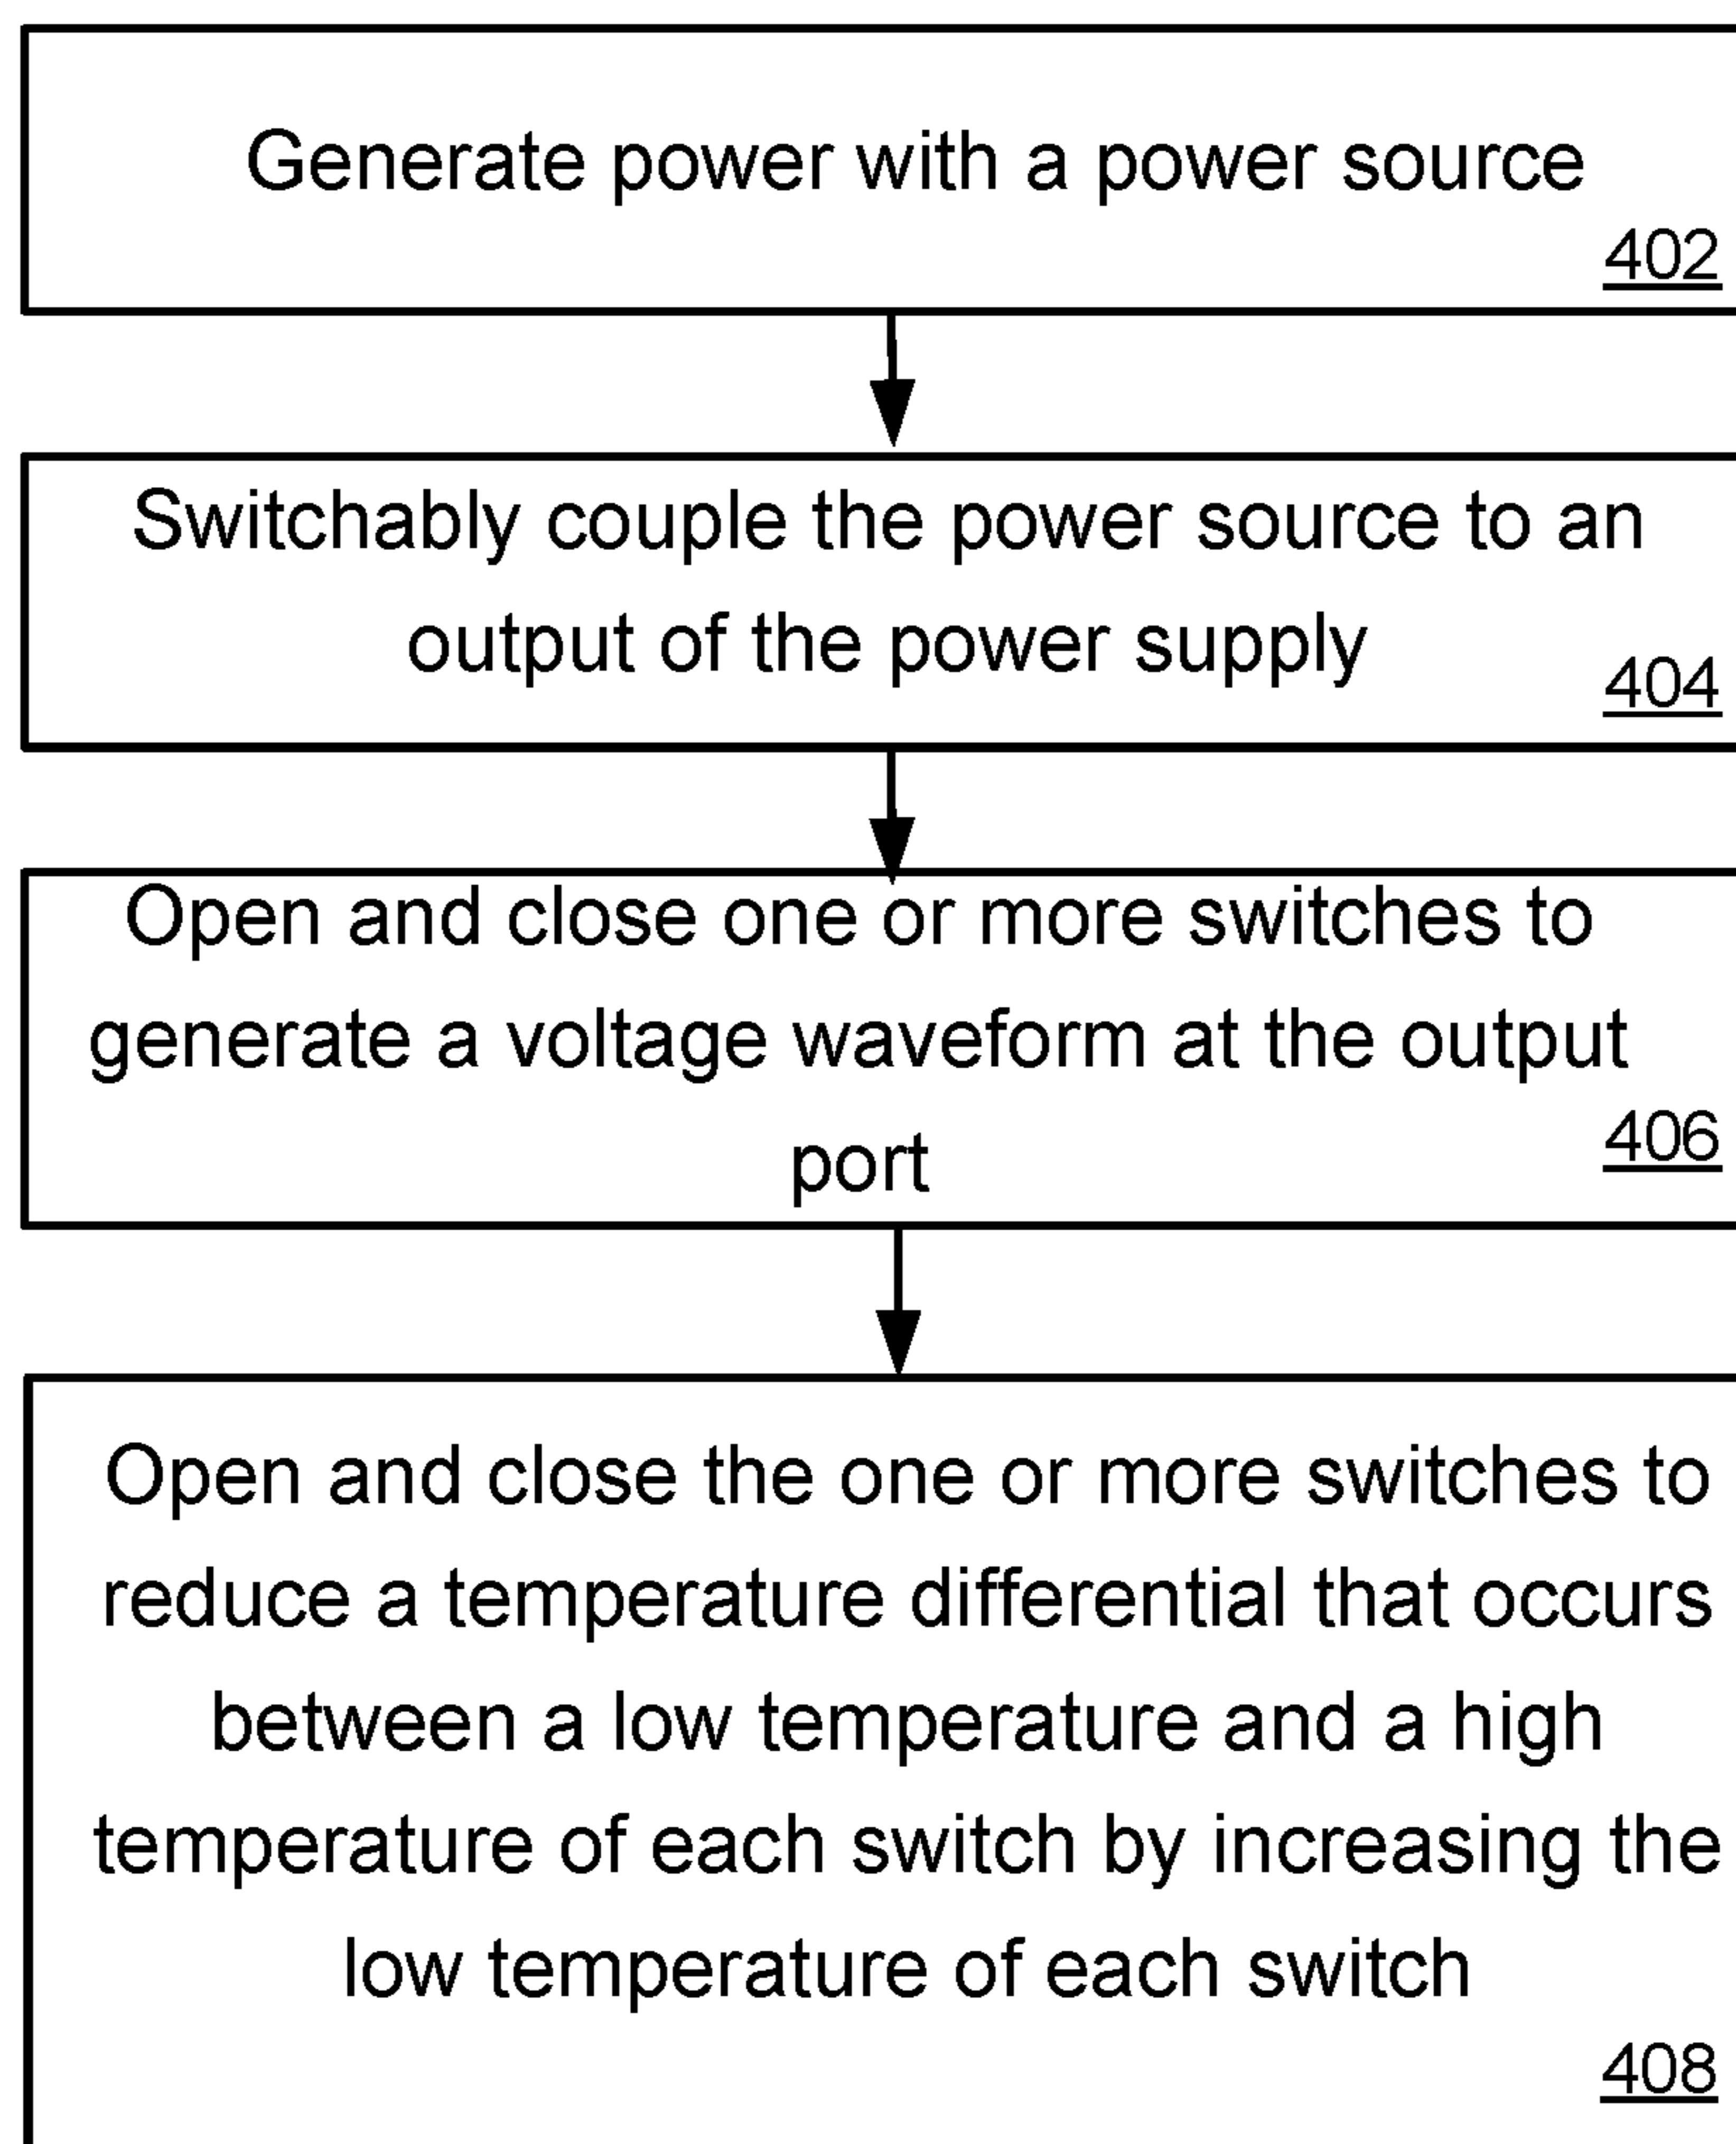 Generate power with a power source
402
Switchably couple the power source to an
output of the power supply
404
Open and close one or more switches to
generate a voltage waveform at the output
port
406
Open and close the one or more switches to
reduce a temperature differential that occurs
between a low temperature and a high
temperature of each switch by increasing the
low temperature of each switch
408